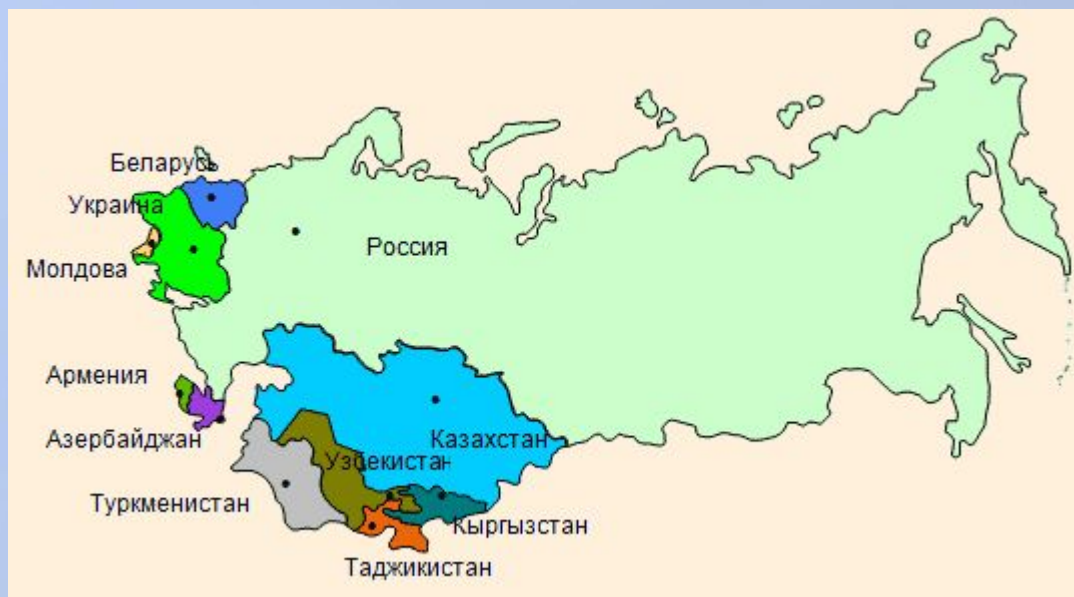 Беларусь
Украина
Россия
Молдова
Армения
Азербайджан
Казахстан
Узбекистан
Туркменистан
Кыргызстан
Таджикистан